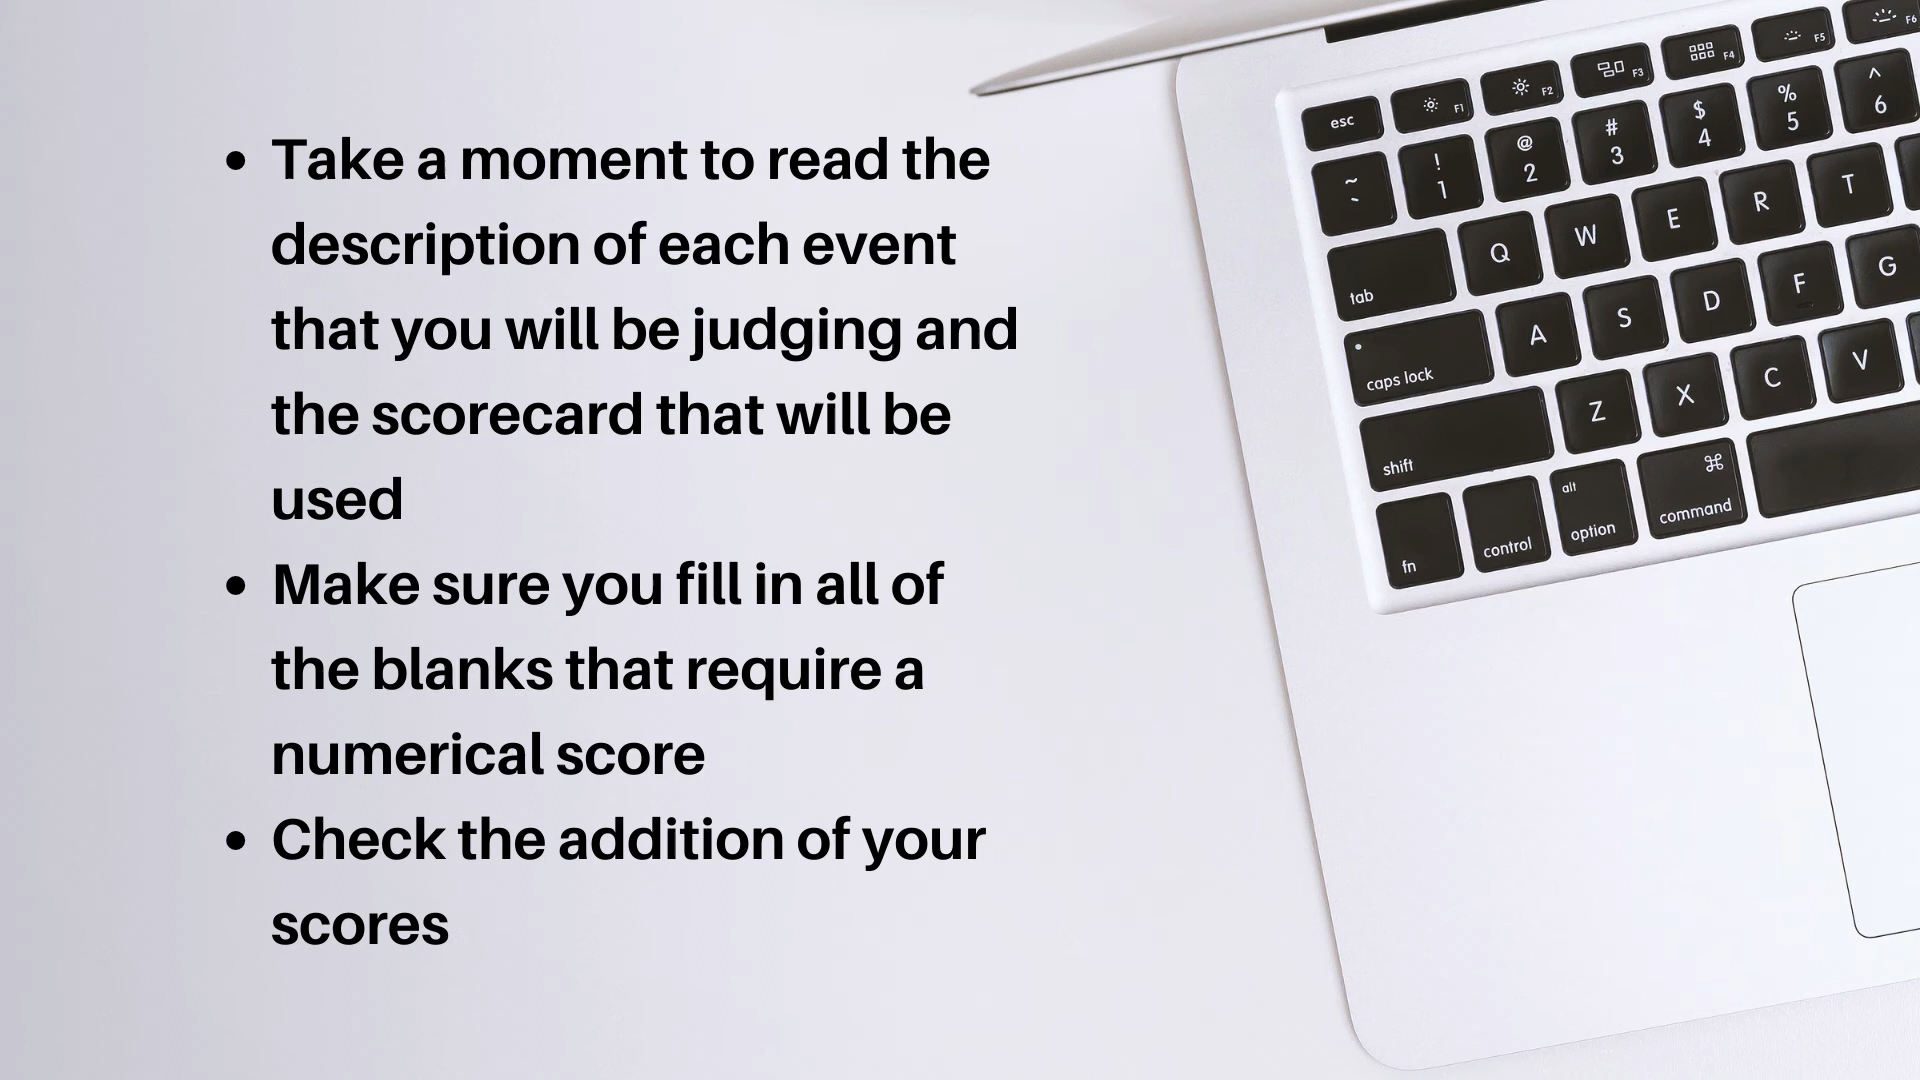 • Take a moment to read the
description of each event
that you will be judging and
the scorecard that will be
used
• Make sure you fill in all of
the blanks that require a
numerical score
• Check the addition of your
scores
esc F1 F2 F3 F4 F5 F6
~ ` ! 1 @ 2 # 3 $ 4 % 5 ^ 6
tab Q W E R T
caps lock A S D F G
shift Z X C V
fn control alt option ⌘ command